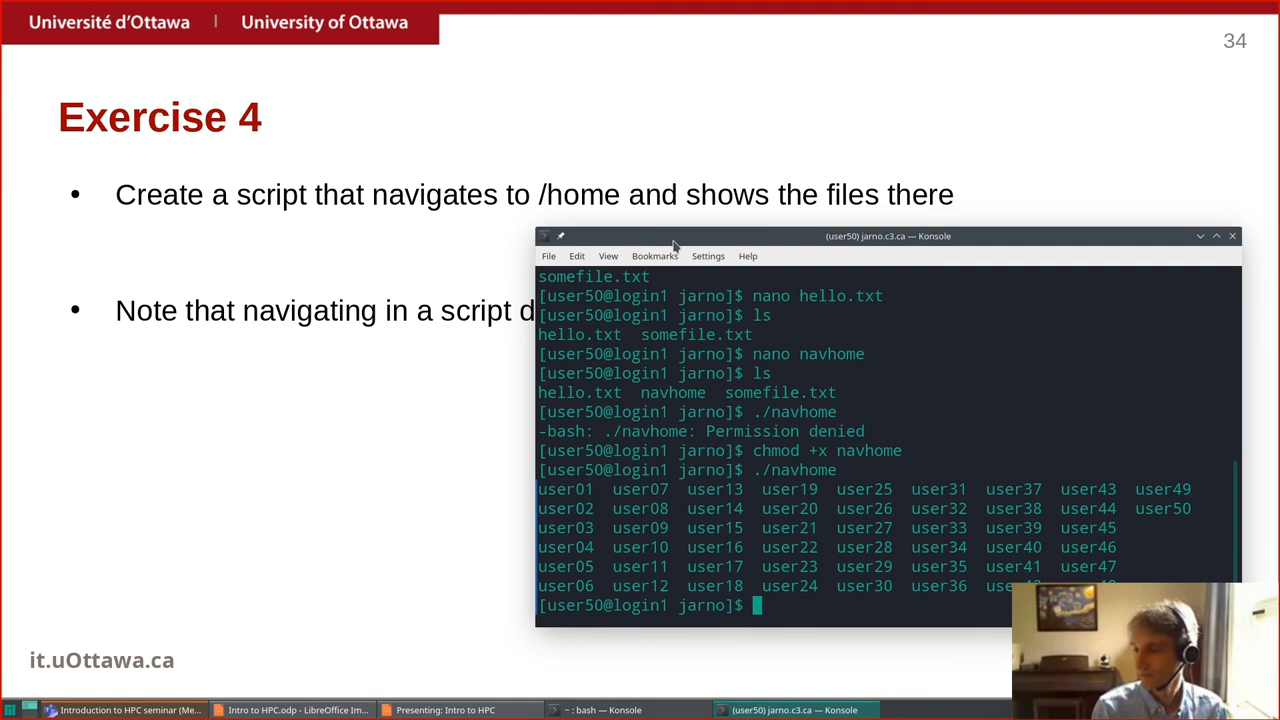 Université d'Ottawa | University of Ottawa
34
Exercise 4
• Create a script that navigates to /home and shows the files there
• Note that navigating in a script d
(user50) jarno.c3.ca — Konsole
File Edit View Bookmarks Settings Help
somefile.txt
[user50@login1 jarno]$ nano hello.txt
[user50@login1 jarno]$ ls
hello.txt somefile.txt
[user50@login1 jarno]$ nano navhome
[user50@login1 jarno]$ ls
hello.txt navhome somefile.txt
[user50@login1 jarno]$ ./navhome
-bash: ./navhome: Permission denied
[user50@login1 jarno]$ chmod +x navhome
[user50@login1 jarno]$ ./navhome
user01 user07 user13 user19 user25 user31 user37 user43 user49
user02 user08 user14 user20 user26 user32 user38 user44 user50
user03 user09 user15 user21 user27 user33 user39 user45
user04 user10 user16 user22 user28 user34 user40 user46
user05 user11 user17 user23 user29 user35 user41 user47
user06 user12 user18 user24 user30 user36
[user50@login1 jarno]$
it.uOttawa.ca
Introduction to HPC seminar (Me... Intro to HPC.odp - LibreOffice Im... Presenting: Intro to HPC ~ : bash — Konsole (user50) jarno.c3.ca — Konsole